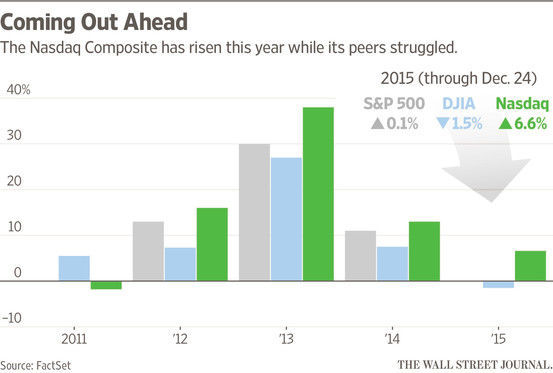 Coming Out Ahead
The Nasdaq Composite has risen this year while its peers struggled.
2015 (through Dec. 24)
S&P 500 DJIA Nasdaq
▲0.1% ▼1.5% ▲6.6%
40%
30
20
10
0
–10
2011 ’12 ’13 ’14 ’15
Source: FactSet THE WALL STREET JOURNAL.